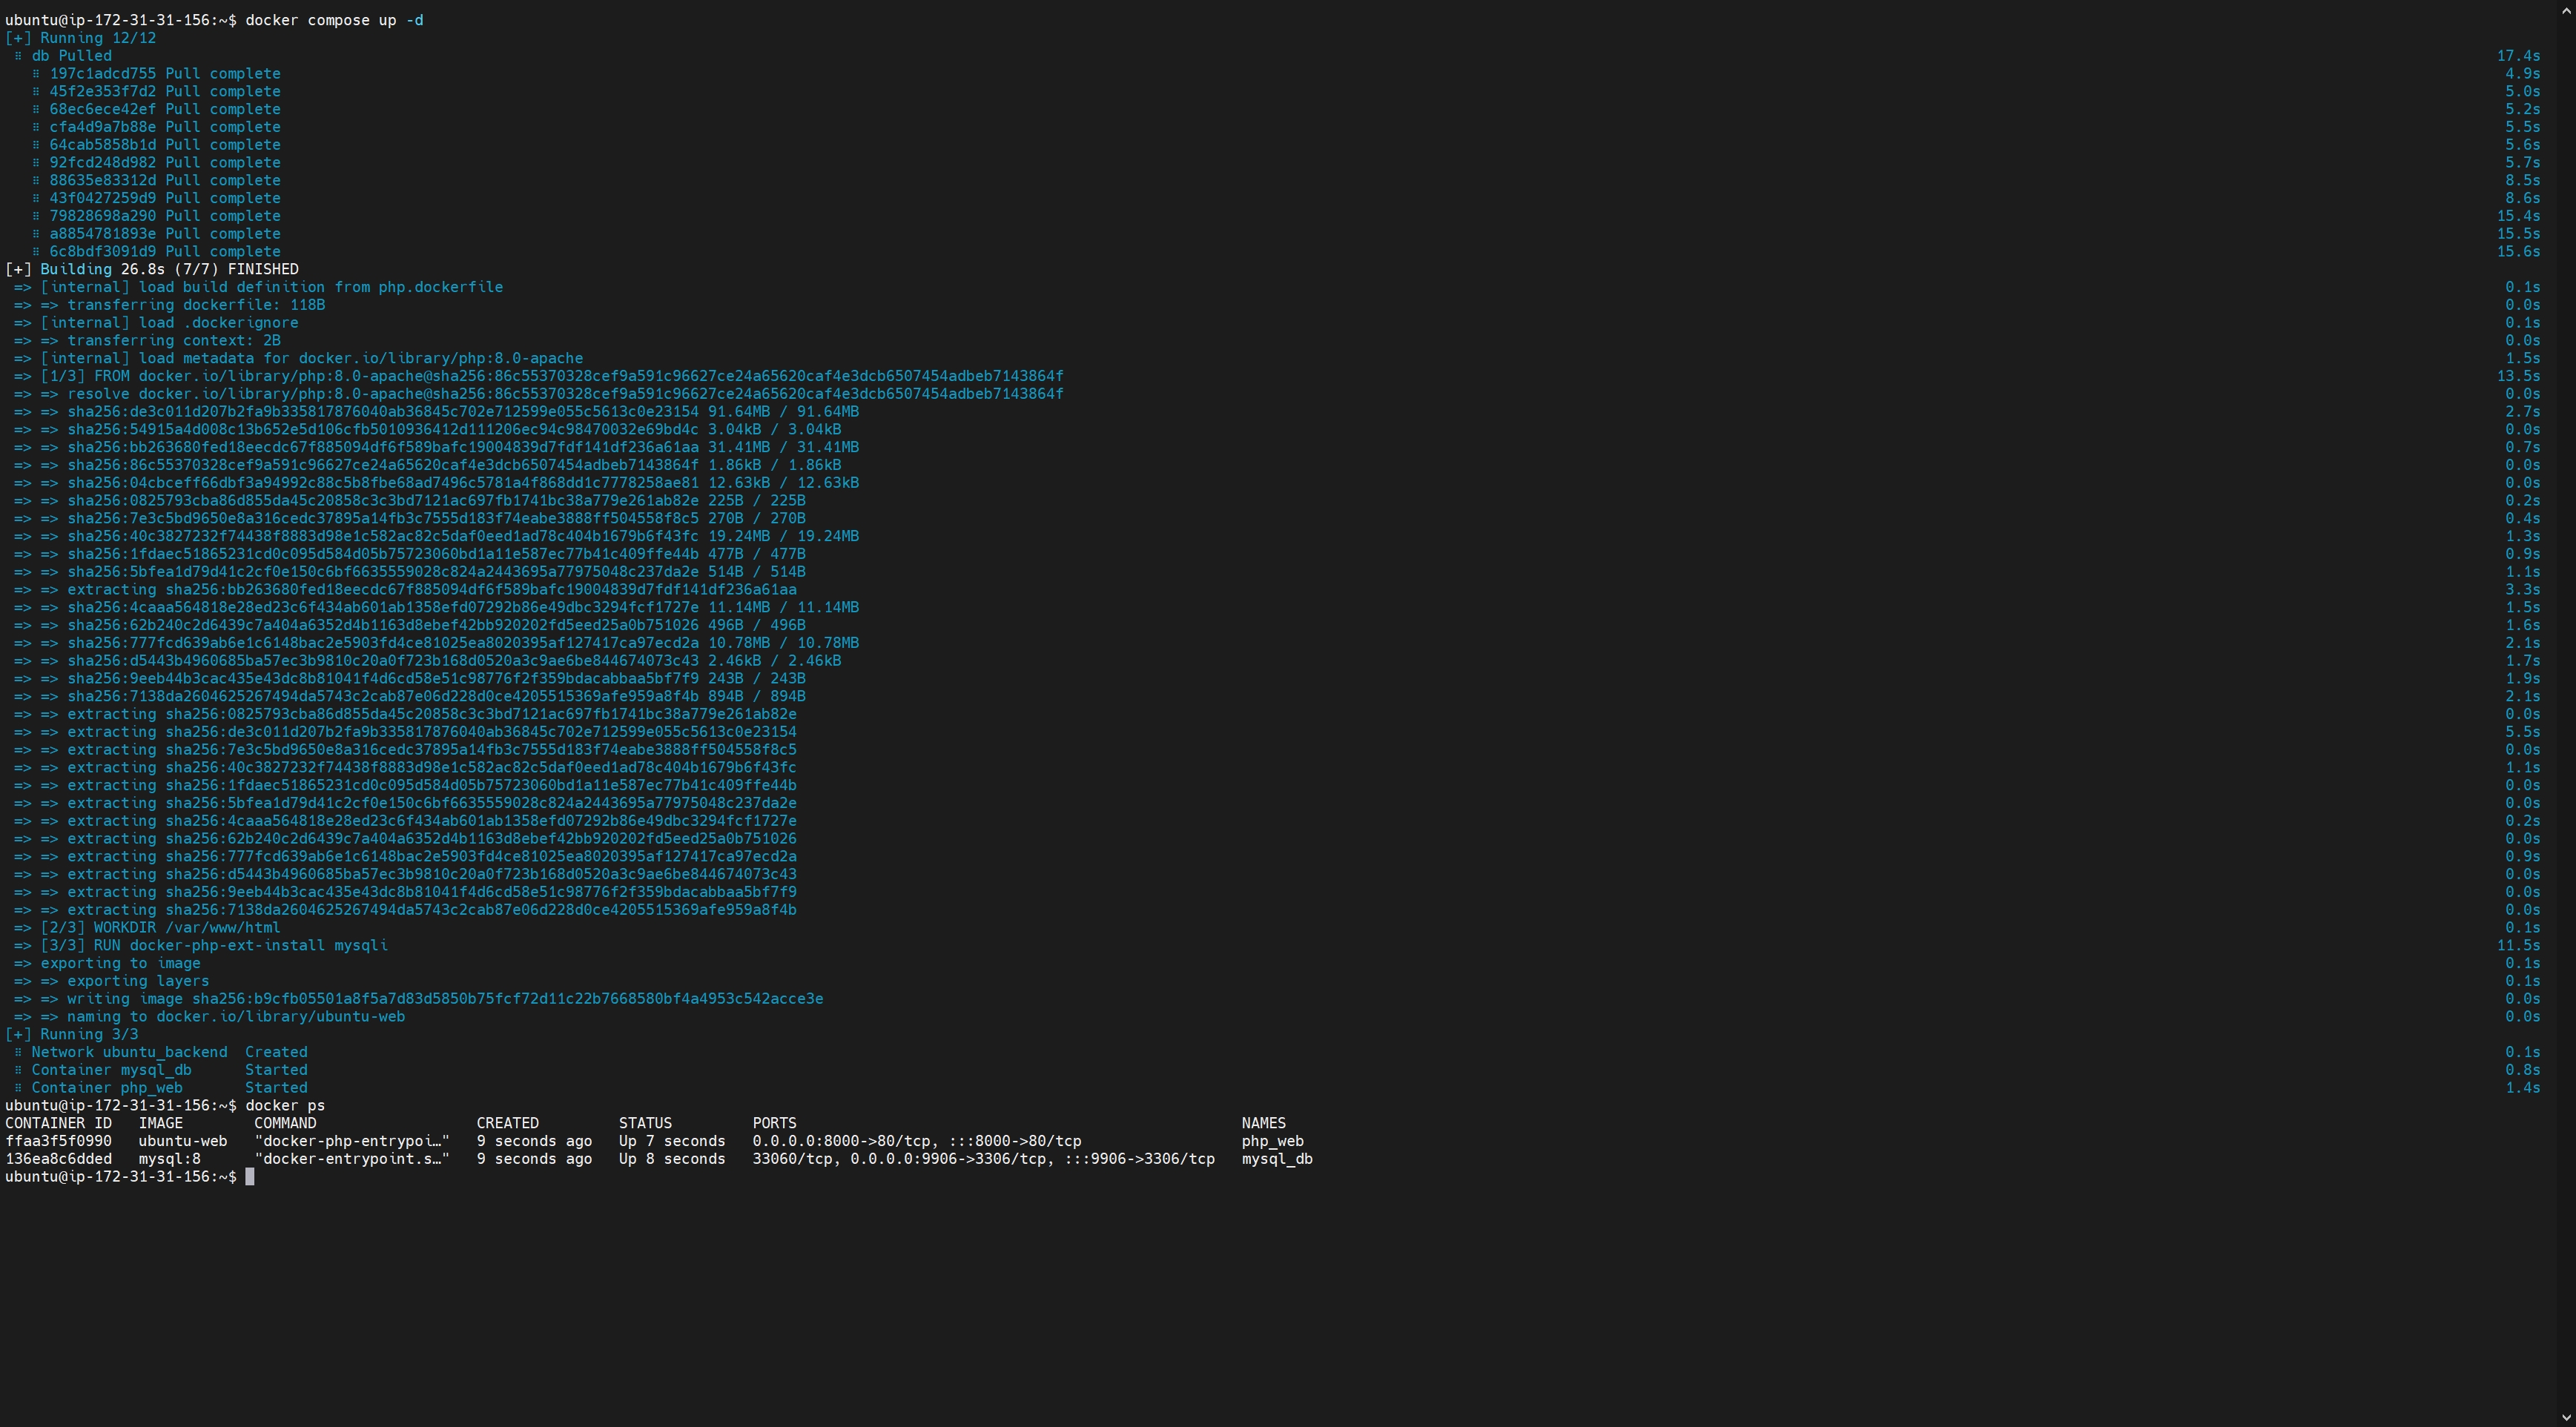 ubuntu@ip-172-31-31-156:~$ docker compose up -d
[+] Running 12/12
⠿ db Pulled 17.4s
⠿ 197c1adcd755 Pull complete 4.9s
⠿ 45f2e353f7d2 Pull complete 5.0s
⠿ 68ec6ece42ef Pull complete 5.2s
⠿ cfa4d9a7b88e Pull complete 5.5s
⠿ 64cab5858b1d Pull complete 5.6s
⠿ 92fcd248d982 Pull complete 5.7s
⠿ 88635e83312d Pull complete 8.5s
⠿ 43f0427259d9 Pull complete 8.6s
⠿ 79828698a290 Pull complete 15.4s
⠿ a8854781893e Pull complete 15.5s
⠿ 6c8bdf3091d9 Pull complete 15.6s
[+] Building 26.8s (7/7) FINISHED
=> [internal] load build definition from php.dockerfile 0.1s
=> => transferring dockerfile: 118B 0.0s
=> [internal] load .dockerignore 0.1s
=> => transferring context: 2B 0.0s
=> [internal] load metadata for docker.io/library/php:8.0-apache 1.5s
=> [1/3] FROM docker.io/library/php:8.0-apache@sha256:86c55370328cef9a591c96627ce24a65620caf4e3dcb6507454adbeb7143864f 13.5s
=> => resolve docker.io/library/php:8.0-apache@sha256:86c55370328cef9a591c96627ce24a65620caf4e3dcb6507454adbeb7143864f 0.0s
=> => sha256:de3c011d207b2fa9b335817876040ab36845c702e712599e055c5613c0e23154 91.64MB / 91.64MB 2.7s
=> => sha256:54915a4d008c13b652e5d106cfb5010936412d111206ec94c98470032e69bd4c 3.04kB / 3.04kB 0.0s
=> => sha256:bb263680fed18eecdc67f885094df6f589bafc19004839d7fdf141df236a61aa 31.41MB / 31.41MB 0.7s
=> => sha256:86c55370328cef9a591c96627ce24a65620caf4e3dcb6507454adbeb7143864f 1.86kB / 1.86kB 0.0s
=> => sha256:04cbceff66dbf3a94992c88c5b8fbe68ad7496c5781a4f868dd1c7778258ae81 12.63kB / 12.63kB 0.0s
=> => sha256:0825793cba86d855da45c20858c3c3bd7121ac697fb1741bc38a779e261ab82e 225B / 225B 0.2s
=> => sha256:7e3c5bd9650e8a316cedc37895a14fb3c7555d183f74eabe3888ff504558f8c5 270B / 270B 0.4s
=> => sha256:40c3827232f74438f8883d98e1c582ac82c5daf0eed1ad78c404b1679b6f43fc 19.24MB / 19.24MB 1.3s
=> => sha256:1fdaec51865231cd0c095d584d05b75723060bd1a11e587ec77b41c409ffe44b 477B / 477B 0.9s
=> => sha256:5bfea1d79d41c2cf0e150c6bf6635559028c824a2443695a77975048c237da2e 514B / 514B 1.1s
=> => extracting sha256:bb263680fed18eecdc67f885094df6f589bafc19004839d7fdf141df236a61aa 3.3s
=> => sha256:4caaa564818e28ed23c6f434ab601ab1358efd07292b86e49dbc3294fcf1727e 11.14MB / 11.14MB 1.5s
=> => sha256:62b240c2d6439c7a404a6352d4b1163d8ebef42bb920202fd5eed25a0b751026 496B / 496B 1.6s
=> => sha256:777fcd639ab6e1c6148bac2e5903fd4ce81025ea8020395af127417ca97ecd2a 10.78MB / 10.78MB 2.1s
=> => sha256:d5443b4960685ba57ec3b9810c20a0f723b168d0520a3c9ae6be844674073c43 2.46kB / 2.46kB 1.7s
=> => sha256:9eeb44b3cac435e43dc8b81041f4d6cd58e51c98776f2f359bdacabbaa5bf7f9 243B / 243B 1.9s
=> => sha256:7138da2604625267494da5743c2cab87e06d228d0ce4205515369afe959a8f4b 894B / 894B 2.1s
=> => extracting sha256:0825793cba86d855da45c20858c3c3bd7121ac697fb1741bc38a779e261ab82e 0.0s
=> => extracting sha256:de3c011d207b2fa9b335817876040ab36845c702e712599e055c5613c0e23154 5.5s
=> => extracting sha256:7e3c5bd9650e8a316cedc37895a14fb3c7555d183f74eabe3888ff504558f8c5 0.0s
=> => extracting sha256:40c3827232f74438f8883d98e1c582ac82c5daf0eed1ad78c404b1679b6f43fc 1.1s
=> => extracting sha256:1fdaec51865231cd0c095d584d05b75723060bd1a11e587ec77b41c409ffe44b 0.0s
=> => extracting sha256:5bfea1d79d41c2cf0e150c6bf6635559028c824a2443695a77975048c237da2e 0.0s
=> => extracting sha256:4caaa564818e28ed23c6f434ab601ab1358efd07292b86e49dbc3294fcf1727e 0.2s
=> => extracting sha256:62b240c2d6439c7a404a6352d4b1163d8ebef42bb920202fd5eed25a0b751026 0.0s
=> => extracting sha256:777fcd639ab6e1c6148bac2e5903fd4ce81025ea8020395af127417ca97ecd2a 0.9s
=> => extracting sha256:d5443b4960685ba57ec3b9810c20a0f723b168d0520a3c9ae6be844674073c43 0.0s
=> => extracting sha256:9eeb44b3cac435e43dc8b81041f4d6cd58e51c98776f2f359bdacabbaa5bf7f9 0.0s
=> => extracting sha256:7138da2604625267494da5743c2cab87e06d228d0ce4205515369afe959a8f4b 0.0s
=> [2/3] WORKDIR /var/www/html 0.1s
=> [3/3] RUN docker-php-ext-install mysqli 11.5s
=> exporting to image 0.1s
=> => exporting layers 0.1s
=> => writing image sha256:b9cfb05501a8f5a7d83d5850b75fcf72d11c22b7668580bf4a4953c542acce3e 0.0s
=> => naming to docker.io/library/ubuntu-web 0.0s
[+] Running 3/3
⠿ Network ubuntu_backend Created 0.1s
⠿ Container mysql_db Started 0.8s
⠿ Container php_web Started 1.4s
ubuntu@ip-172-31-31-156:~$ docker ps
CONTAINER ID IMAGE COMMAND CREATED STATUS PORTS NAMES
ffaa3f5f0990 ubuntu-web "docker-php-entrypoi…" 9 seconds ago Up 7 seconds 0.0.0.0:8000->80/tcp, :::8000->80/tcp php_web
136ea8c6dded mysql:8 "docker-entrypoint.s…" 9 seconds ago Up 8 seconds 33060/tcp, 0.0.0.0:9906->3306/tcp, :::9906->3306/tcp mysql_db
ubuntu@ip-172-31-31-156:~$